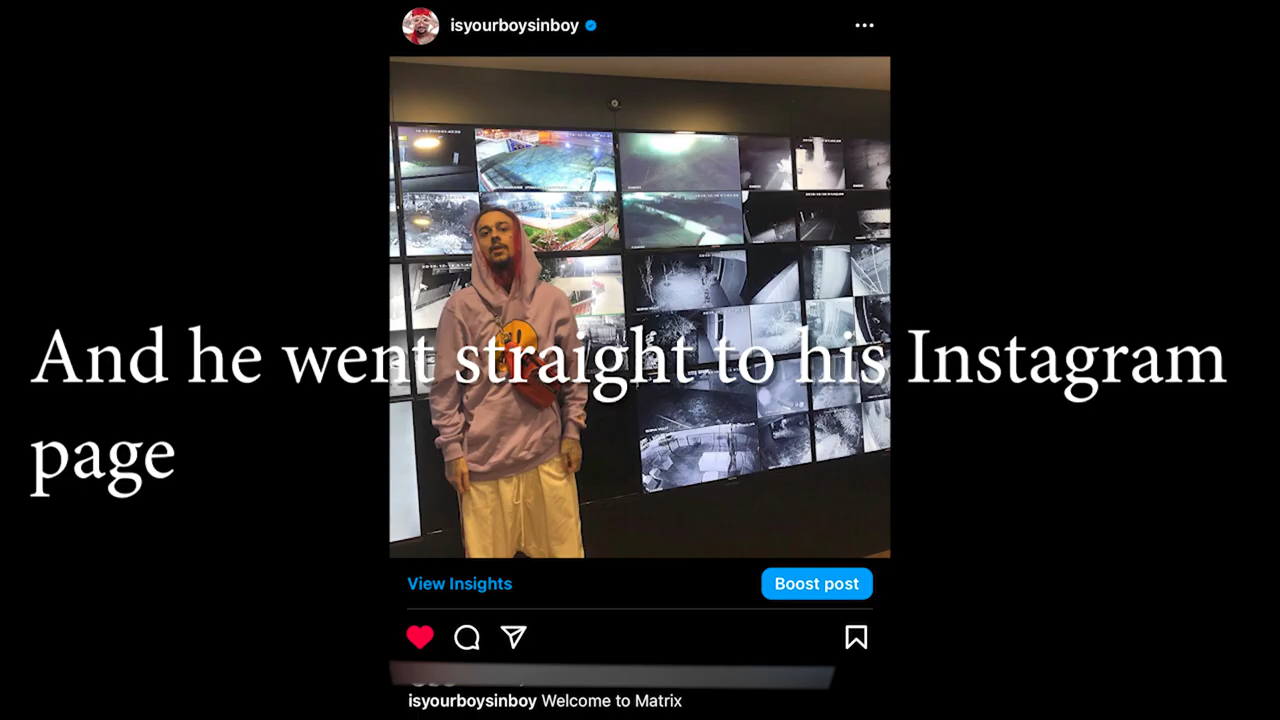 isyourboysinboy
And he went straight to his Instagram
page
View Insights
Boost post
isyourboysinboy Welcome to Matrix